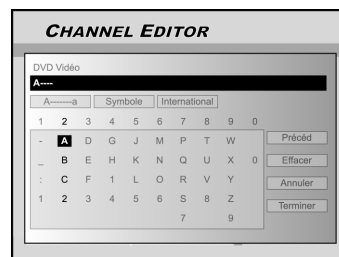 CHANNEL EDITOR
DVD Vidéo
A----
A-------a Symbole International
1 2 3 4 5 6 7 8 9 0
- A D G J M P T W Précéd
_ B E H K N Q U X 0 Effacer
: C F 1 L O R V Y Annuler
1 2 3 4 5 6 S 8 Z Terminer
7 9